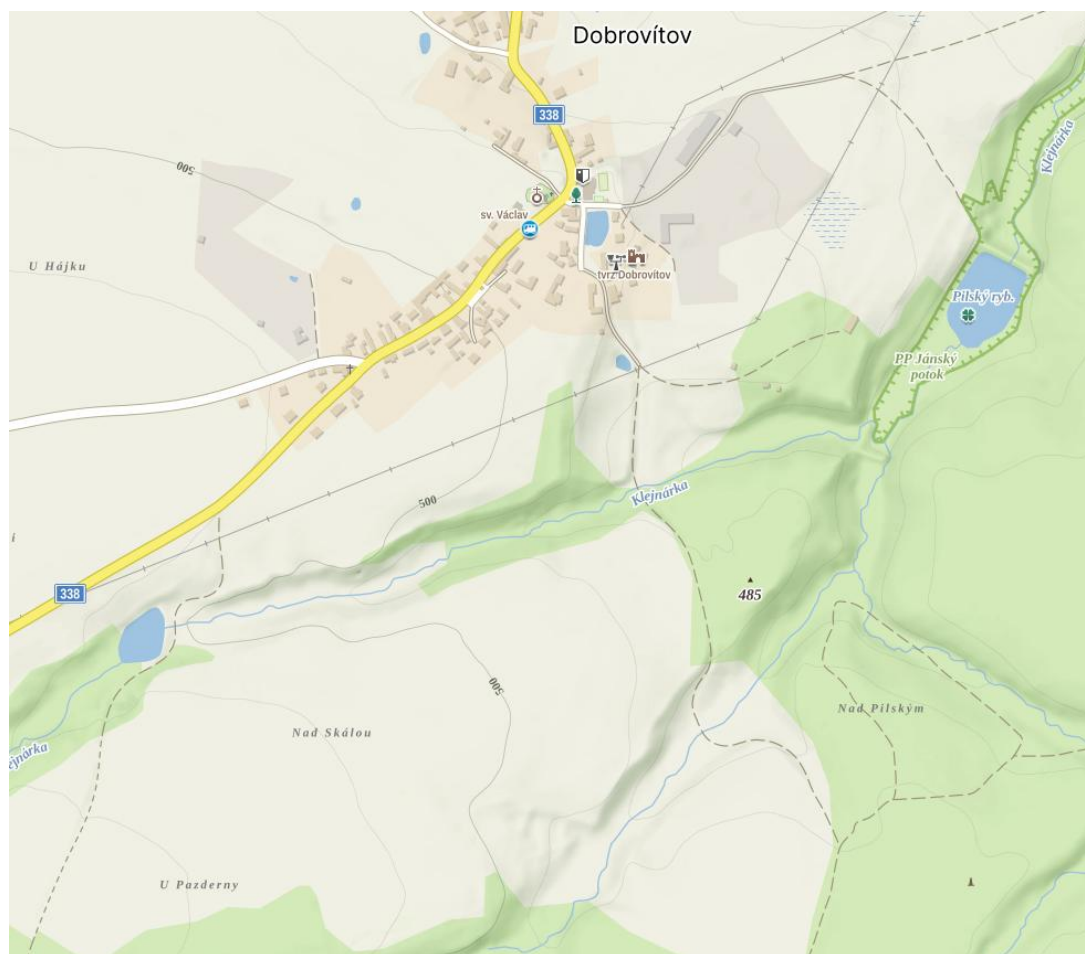 Dobrovítov
338
Klejnárka
500
sv. Václav
U Hájku
tvrz Dobrovítov
Pilský ryb.
PP Jánský
potok
Klejnárka
500
338
485
500
Nad Pilským
Nad Skálou
ejnárka
U Pazderny